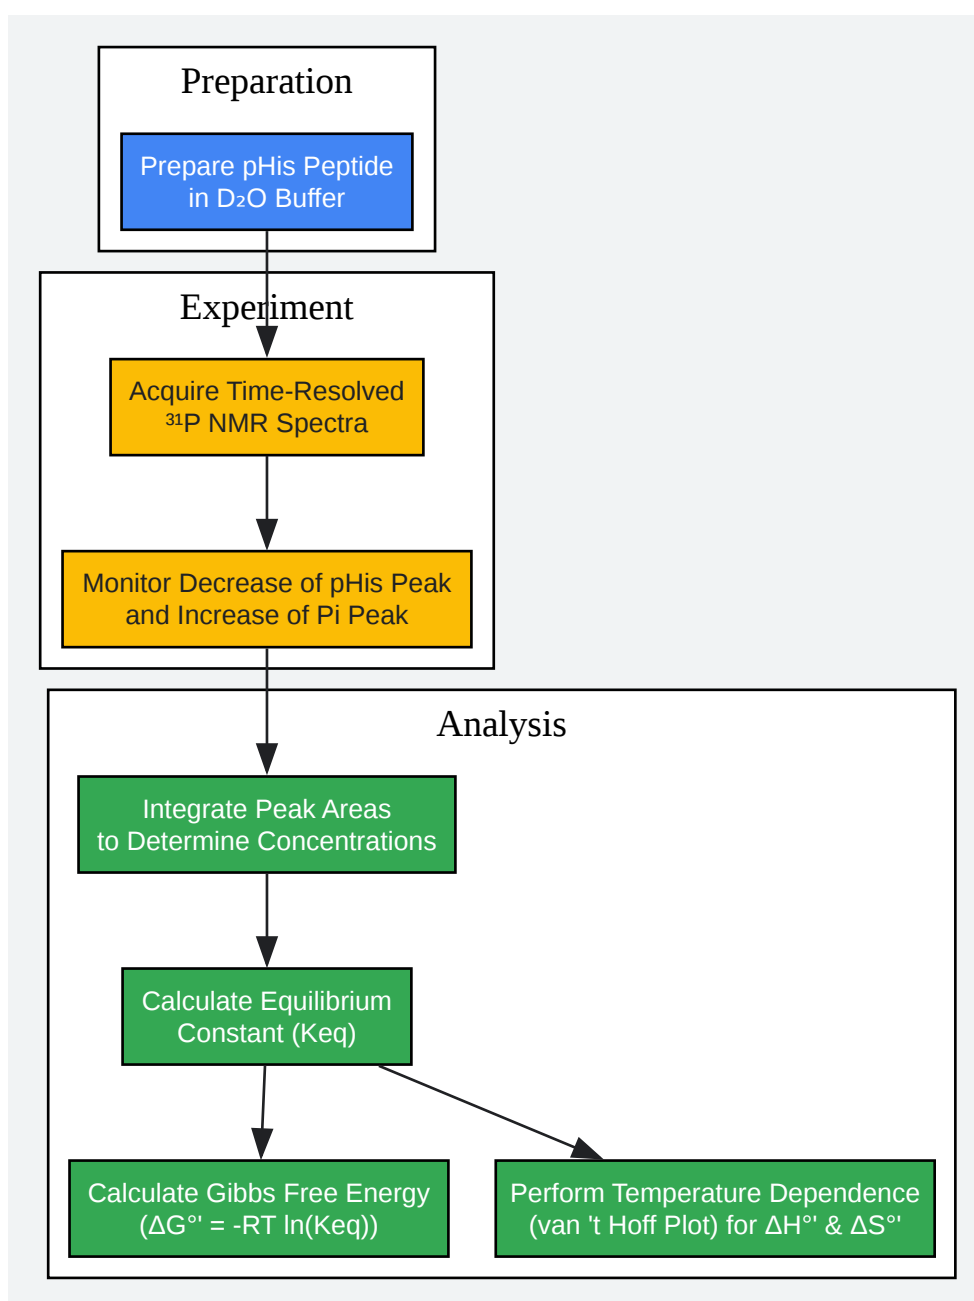 Preparation
Prepare pHis Peptide
in D₂O Buffer
Experiment
Acquire Time-Resolved
³¹P NMR Spectra
Monitor Decrease of pHis Peak
and Increase of Pi Peak
Analysis
Integrate Peak Areas
to Determine Concentrations
Calculate Equilibrium
Constant (Keq)
Calculate Gibbs Free Energy
(ΔG°' = -RT ln(Keq))
Perform Temperature Dependence
(van 't Hoff Plot) for ΔH°' & ΔS°'